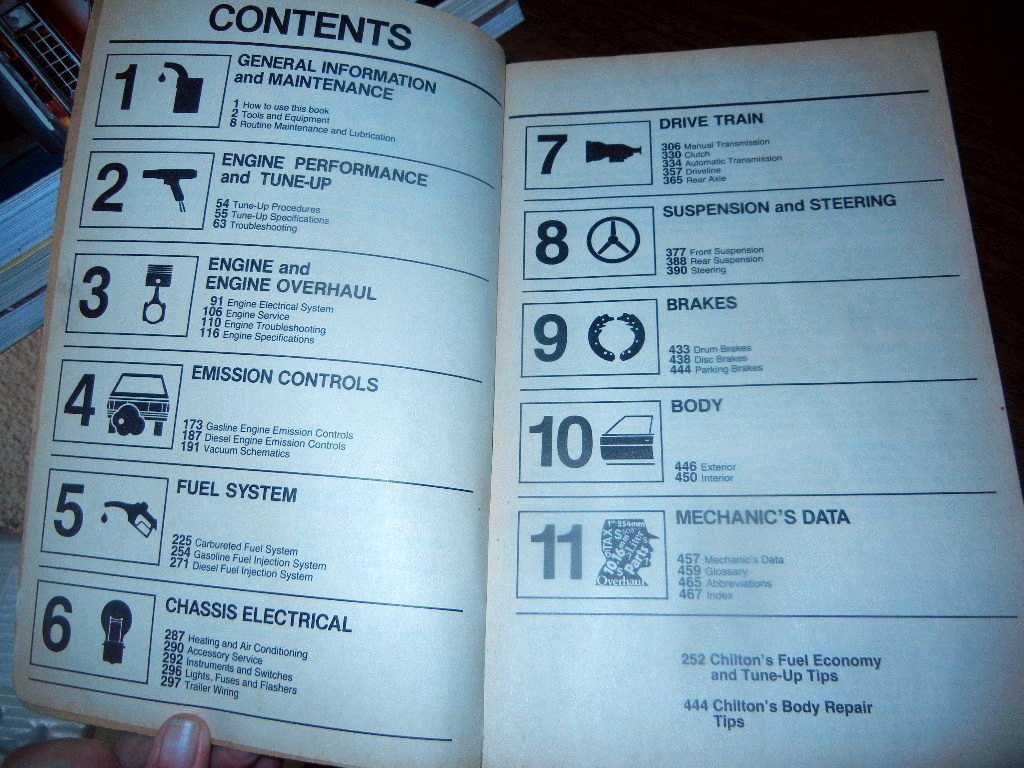 CONTENTS
1
GENERAL INFORMATION
and MAINTENANCE
1 How to use this book
2 Tools and Equipment
8 Routine Maintenance and Lubrication
2
ENGINE PERFORMANCE
and TUNE-UP
54 Tune-Up Procedures
55 Tune-Up Specifications
63 Troubleshooting
3
ENGINE and
ENGINE OVERHAUL
91 Engine Electrical System
106 Engine Service
110 Engine Troubleshooting
116 Engine Specifications
4
EMISSION CONTROLS
173 Gasline Engine Emission Controls
187 Diesel Engine Emission Controls
191 Vacuum Schematics
5
FUEL SYSTEM
225 Carbureted Fuel System
254 Gasoline Fuel Injection System
271 Diesel Fuel Injection System
6
CHASSIS ELECTRICAL
287 Heating and Air Conditioning
290 Accessory Service
292 Instruments and Switches
296 Lights, Fuses and Flashers
297 Trailer Wiring
7
DRIVE TRAIN
306 Manual Transmission
330 Clutch
334 Automatic Transmission
357 Driveline
365 Rear Axle
8
SUSPENSION and STEERING
377 Front Suspension
388 Rear Suspension
390 Steering
9
BRAKES
433 Drum Brakes
438 Disc Brakes
444 Parking Brakes
10
BODY
446 Exterior
450 Interior
11
1" 254mm
TAX
10.16mm
Liter
Parts
Overhaul
MECHANIC'S DATA
457 Mechanic's Data
459 Glossary
465 Abbreviations
467 Index
252 Chilton's Fuel Economy
and Tune-Up Tips
444 Chilton's Body Repair
Tips